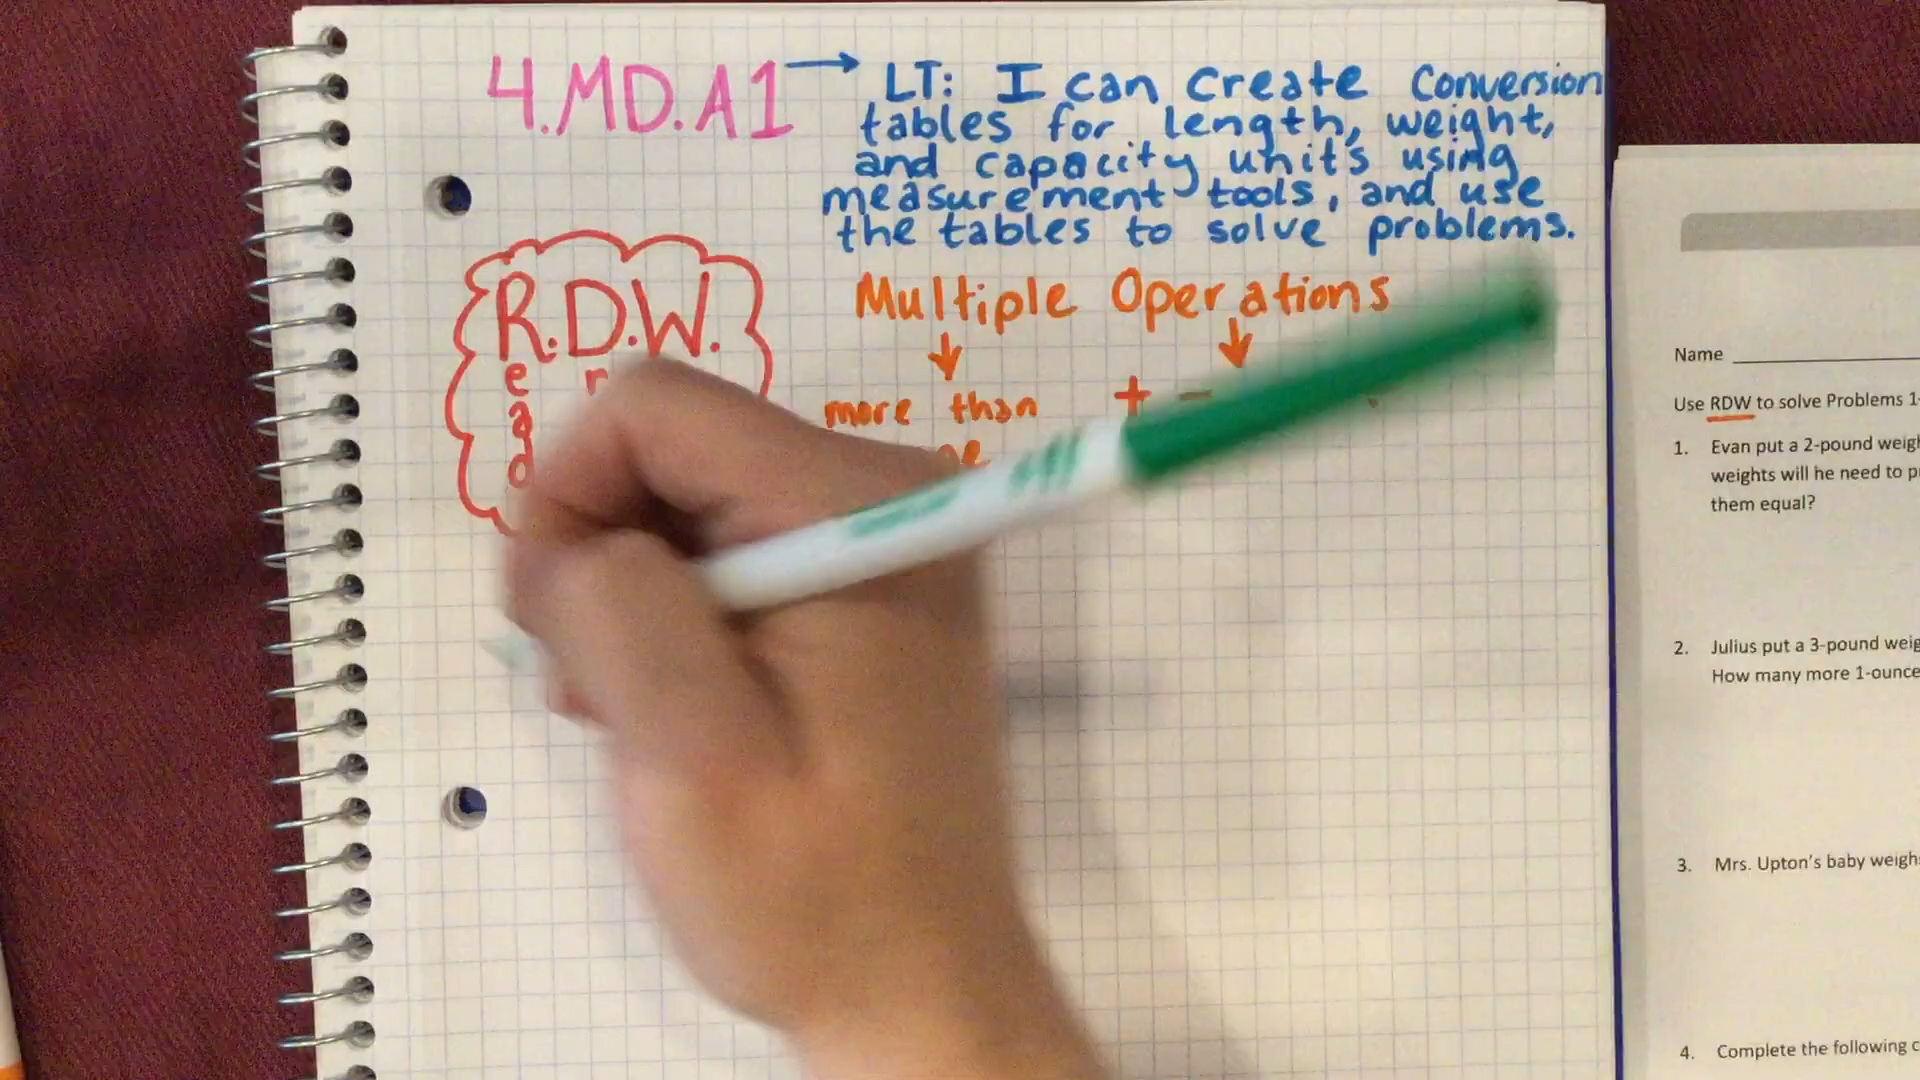 4.MD.A1
LT: I can create conversion
tables for length, weight,
and capacity units using
measurement tools, and use
the tables to solve problems.
R.D.W.
e
a
d
r
Multiple Operations
more than
+ -
Name
Use RDW to solve Problems 1-
1. Evan put a 2-pound
weights will he need to
them equal?
2. Julius put a 3-pound
How many more 1-ounce
3. Mrs. Upton's baby
4. Complete the following